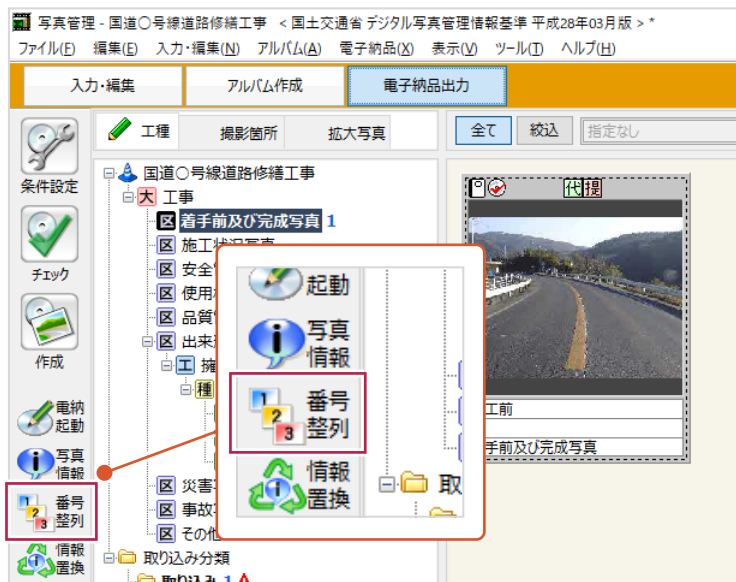 写真管理 - 国道○号線道路修繕工事 < 国土交通省 デジタル写真管理情報基準 平成28年03月版 > *
ファイル(F) 編集(E) 入力・編集(N) アルバム(A) 電子納品(X) 表示(V) ツール(T) ヘルプ(H)
入力・編集 アルバム作成 電子納品出力
工種 撮影箇所 拡大写真
全て 絞込 指定なし
条件設定
チェック
作成
電納
起動
写真
情報
番号
整列
情報
置換
国道○号線道路修繕工事
大 工事
区 着手前及び完成写真 1
区 施工状況写真
区 安全
区 使用
区 品質
区 出来
工 擁
種
区 災害
区 事故
区 その他
取り込み分類
取り込み 1
起動
写真
情報
1 2 3 番号
整列
情報
置換
取
代 提
工前
手前及び完成写真